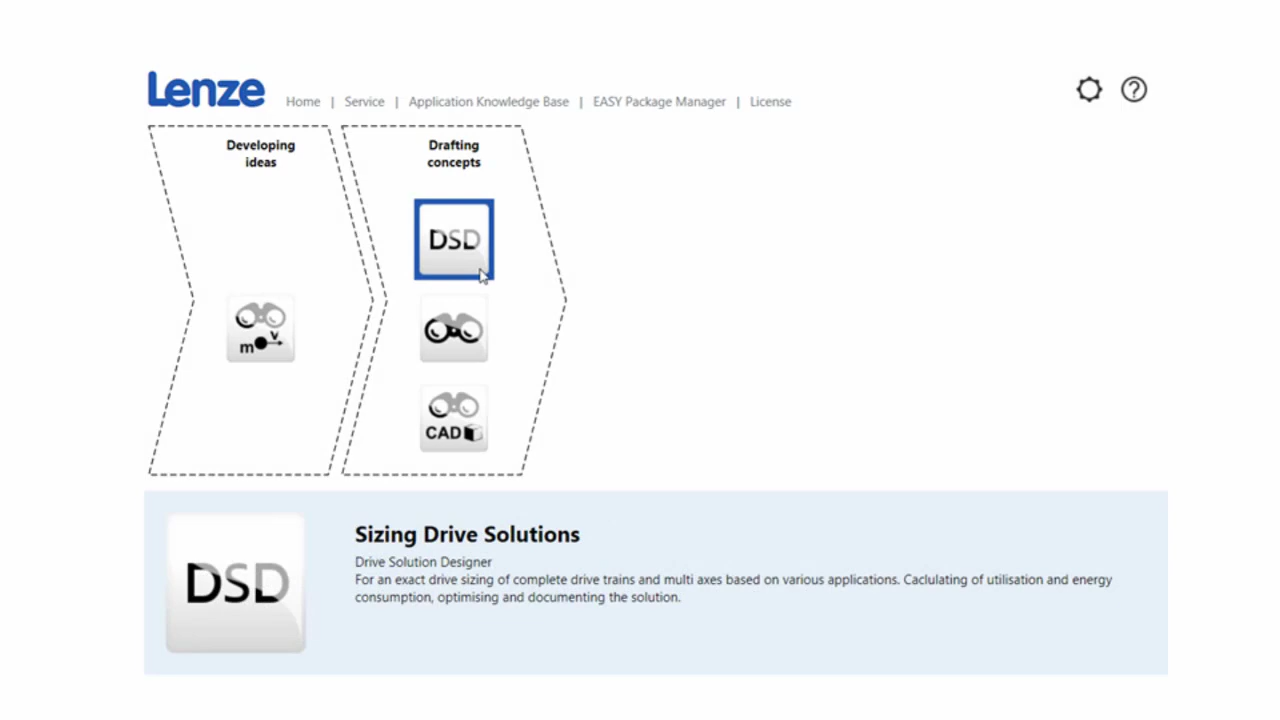 Lenze
Home | Service | Application Knowledge Base | EASY Package Manager | License
Developing
ideas
Drafting
concepts
DSD
m v
CAD
DSD
Sizing Drive Solutions
Drive Solution Designer
For an exact drive sizing of complete drive trains and multi axes based on various applications. Caclulating of utilisation and energy
consumption, optimising and documenting the solution.